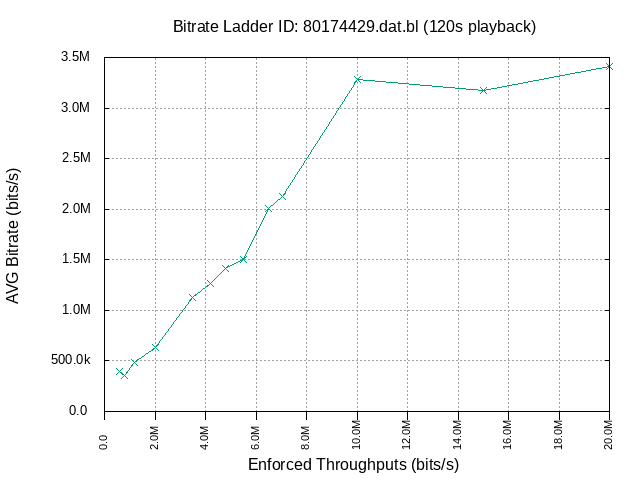 Bitrate Ladder ID: 80174429.dat.bl (120s playback)
3.5M
3.0M
2.5M
2.0M
1.5M
1.0M
500.0k
0.0
AVG Bitrate (bits/s)
0.0 2.0M 4.0M 6.0M 8.0M 10.0M 12.0M 14.0M 16.0M 18.0M 20.0M
Enforced Throughputs (bits/s)